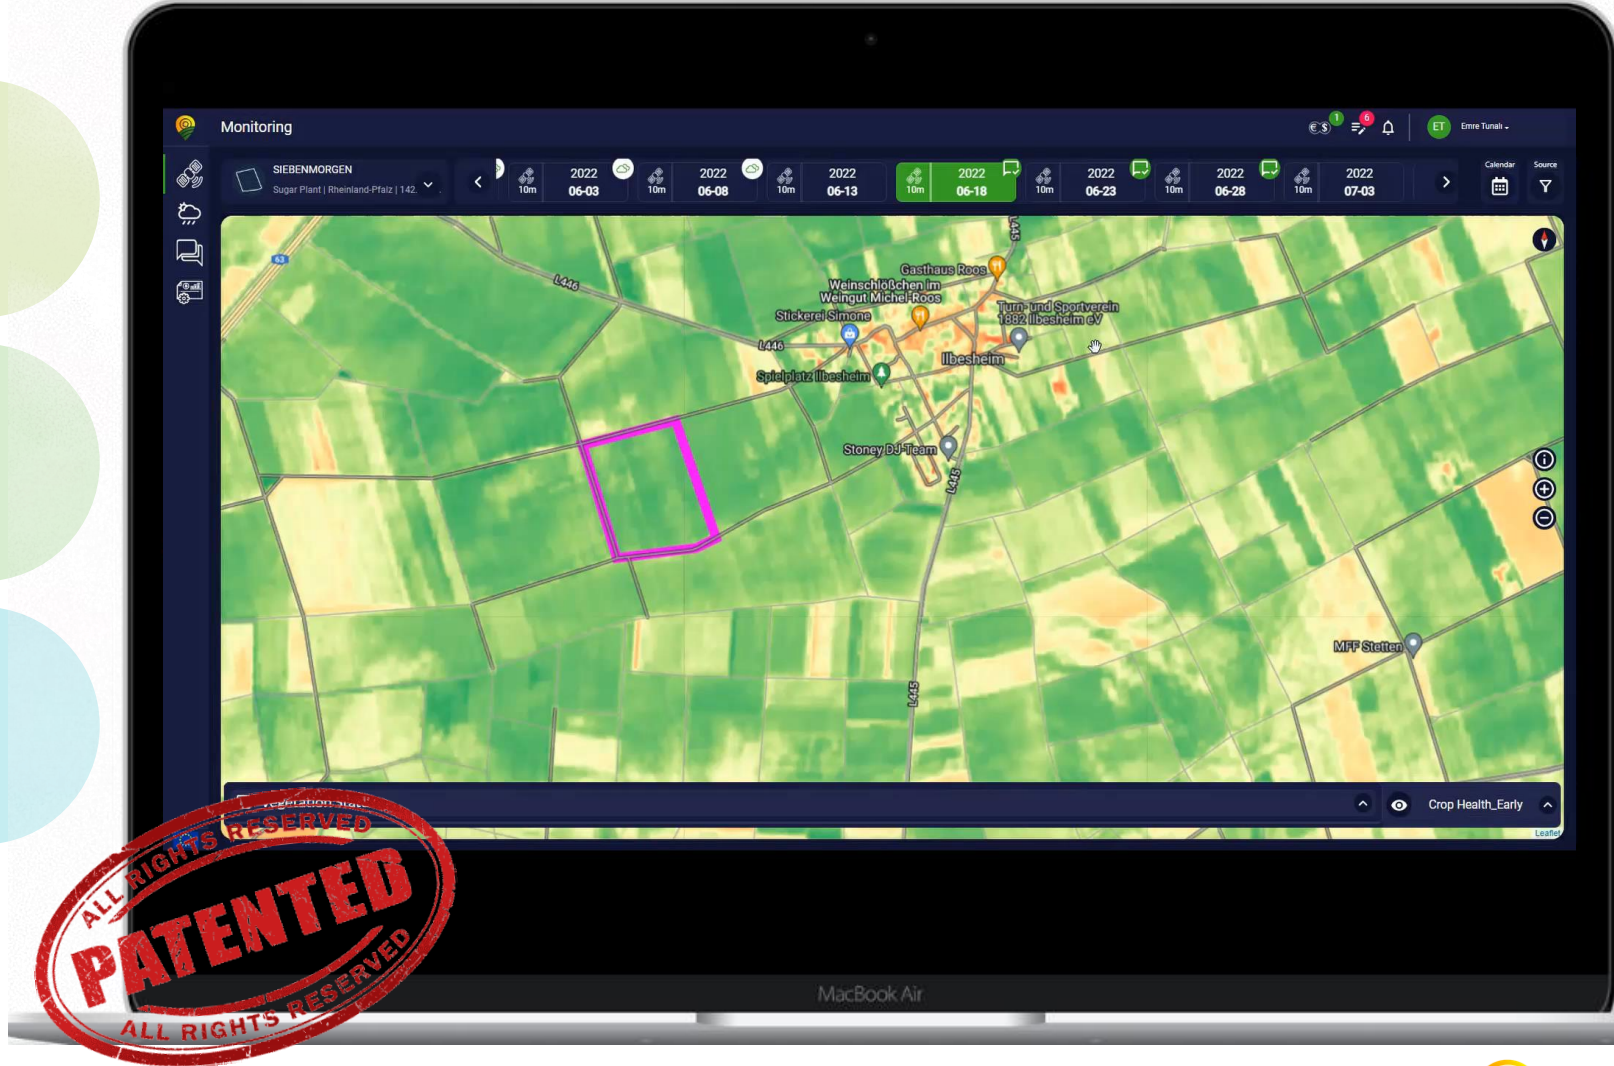 Monitoring
€ $
1
6
ET
Emre Tunalı
SIEBENMORGEN
Sugar Plant | Rheinland-Pfalz | 142.
10m
2022
06-03
10m
2022
06-08
10m
2022
06-13
10m
2022
06-18
10m
2022
06-23
10m
2022
06-28
10m
2022
07-03
Calendar
Source
63
L446
L445
Gasthaus Roos
Weinschlößchen im
Weingut Michel-Roos
Turn- und Sportverein
1882 Ilbesheim eV
Stickerei Simone
L446
Ilbesheim
Spielplatz Ilbesheim
Stoney DJ-Team
L445
MFF Stetten
L445
Crop Health_Early
Leaflet
ALL RIGHTS RESERVED
PATENTED
ALL RIGHTS RESERVED
MacBook Air